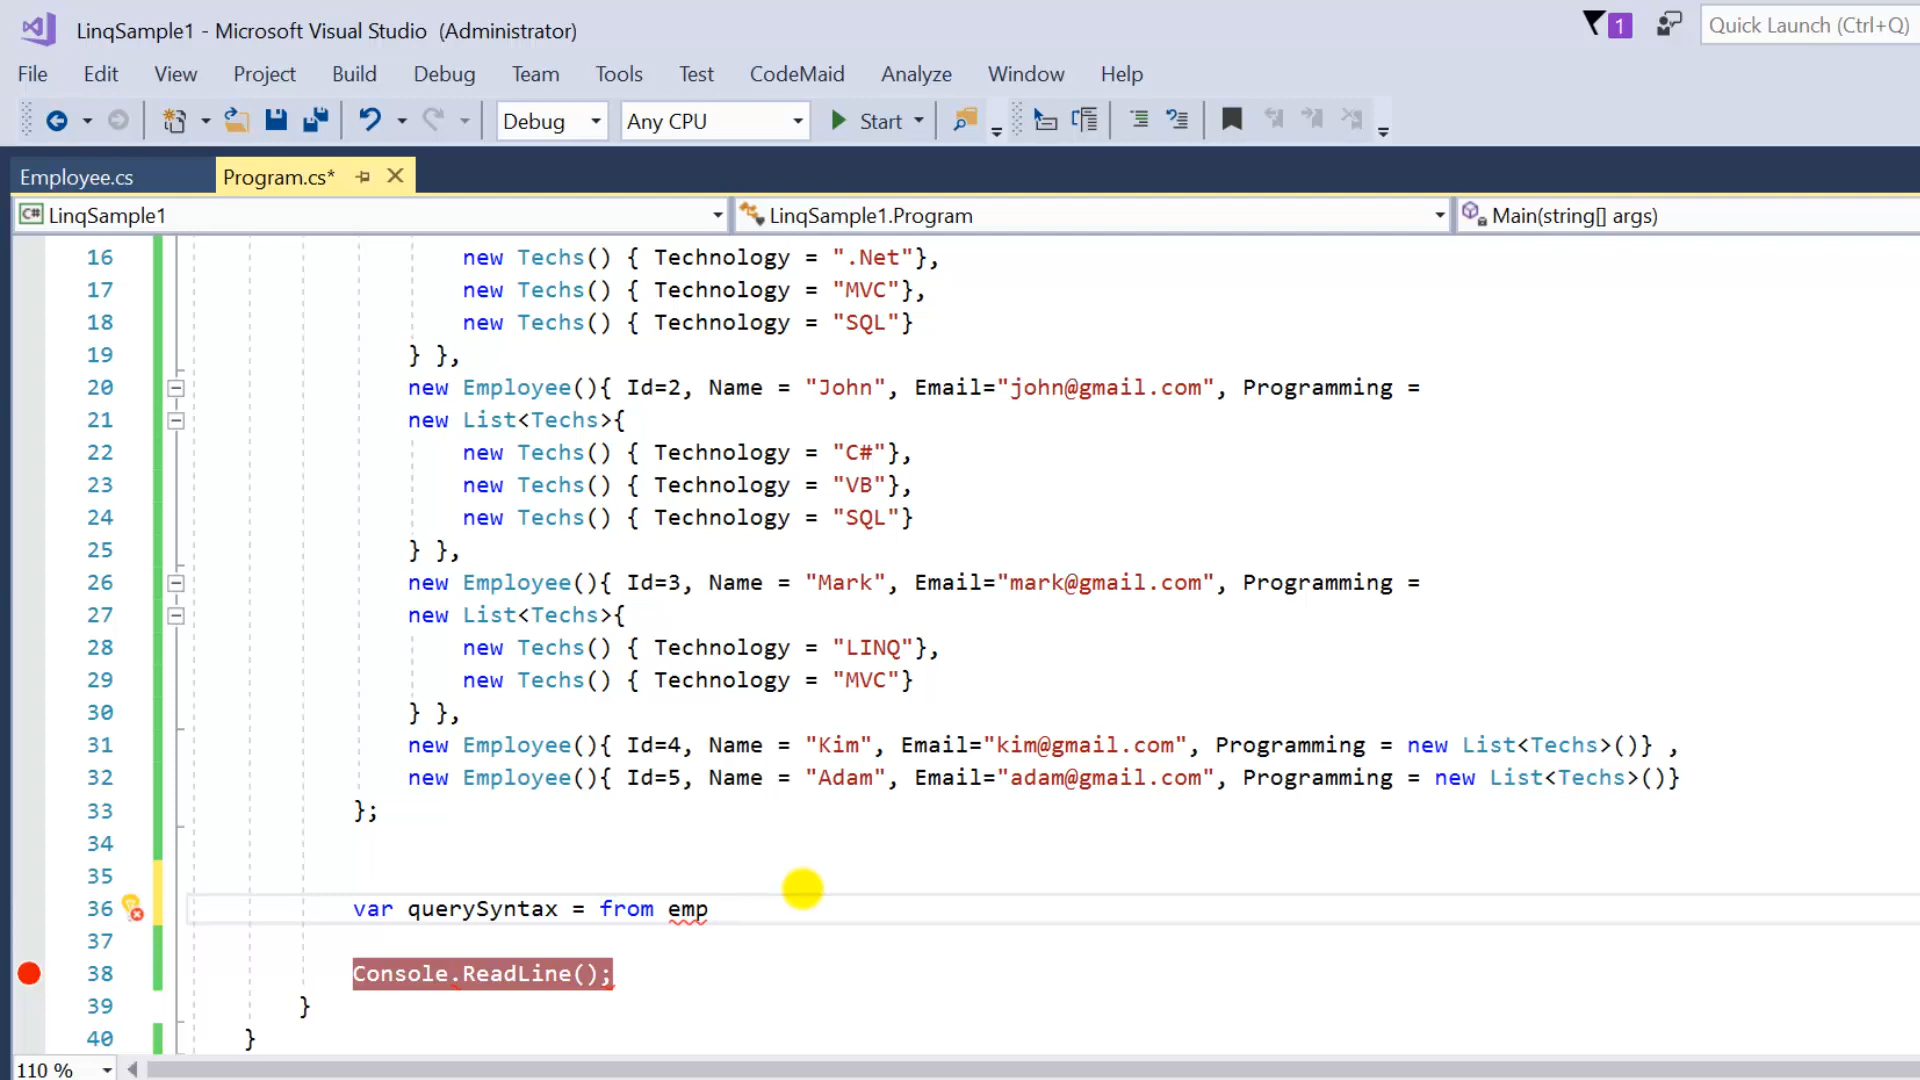 LinqSample1 - Microsoft Visual Studio (Administrator)
1
Quick Launch (Ctrl+Q)
File Edit View Project Build Debug Team Tools Test CodeMaid Analyze Window Help
Debug Any CPU Start
Employee.cs Program.cs*
C# LinqSample1 LinqSample1.Program Main(string[] args)
16 new Techs() { Technology = ".Net"},
17 new Techs() { Technology = "MVC"},
18 new Techs() { Technology = "SQL"}
19 } },
20 new Employee(){ Id=2, Name = "John", Email="john@gmail.com", Programming =
21 new List<Techs>{
22 new Techs() { Technology = "C#"},
23 new Techs() { Technology = "VB"},
24 new Techs() { Technology = "SQL"}
25 } },
26 new Employee(){ Id=3, Name = "Mark", Email="mark@gmail.com", Programming =
27 new List<Techs>{
28 new Techs() { Technology = "LINQ"},
29 new Techs() { Technology = "MVC"}
30 } },
31 new Employee(){ Id=4, Name = "Kim", Email="kim@gmail.com", Programming = new List<Techs>()} ,
32 new Employee(){ Id=5, Name = "Adam", Email="adam@gmail.com", Programming = new List<Techs>()}
33 };
34
35
36 var querySyntax = from emp
37
38 Console.ReadLine();
39 }
40 }
110 %